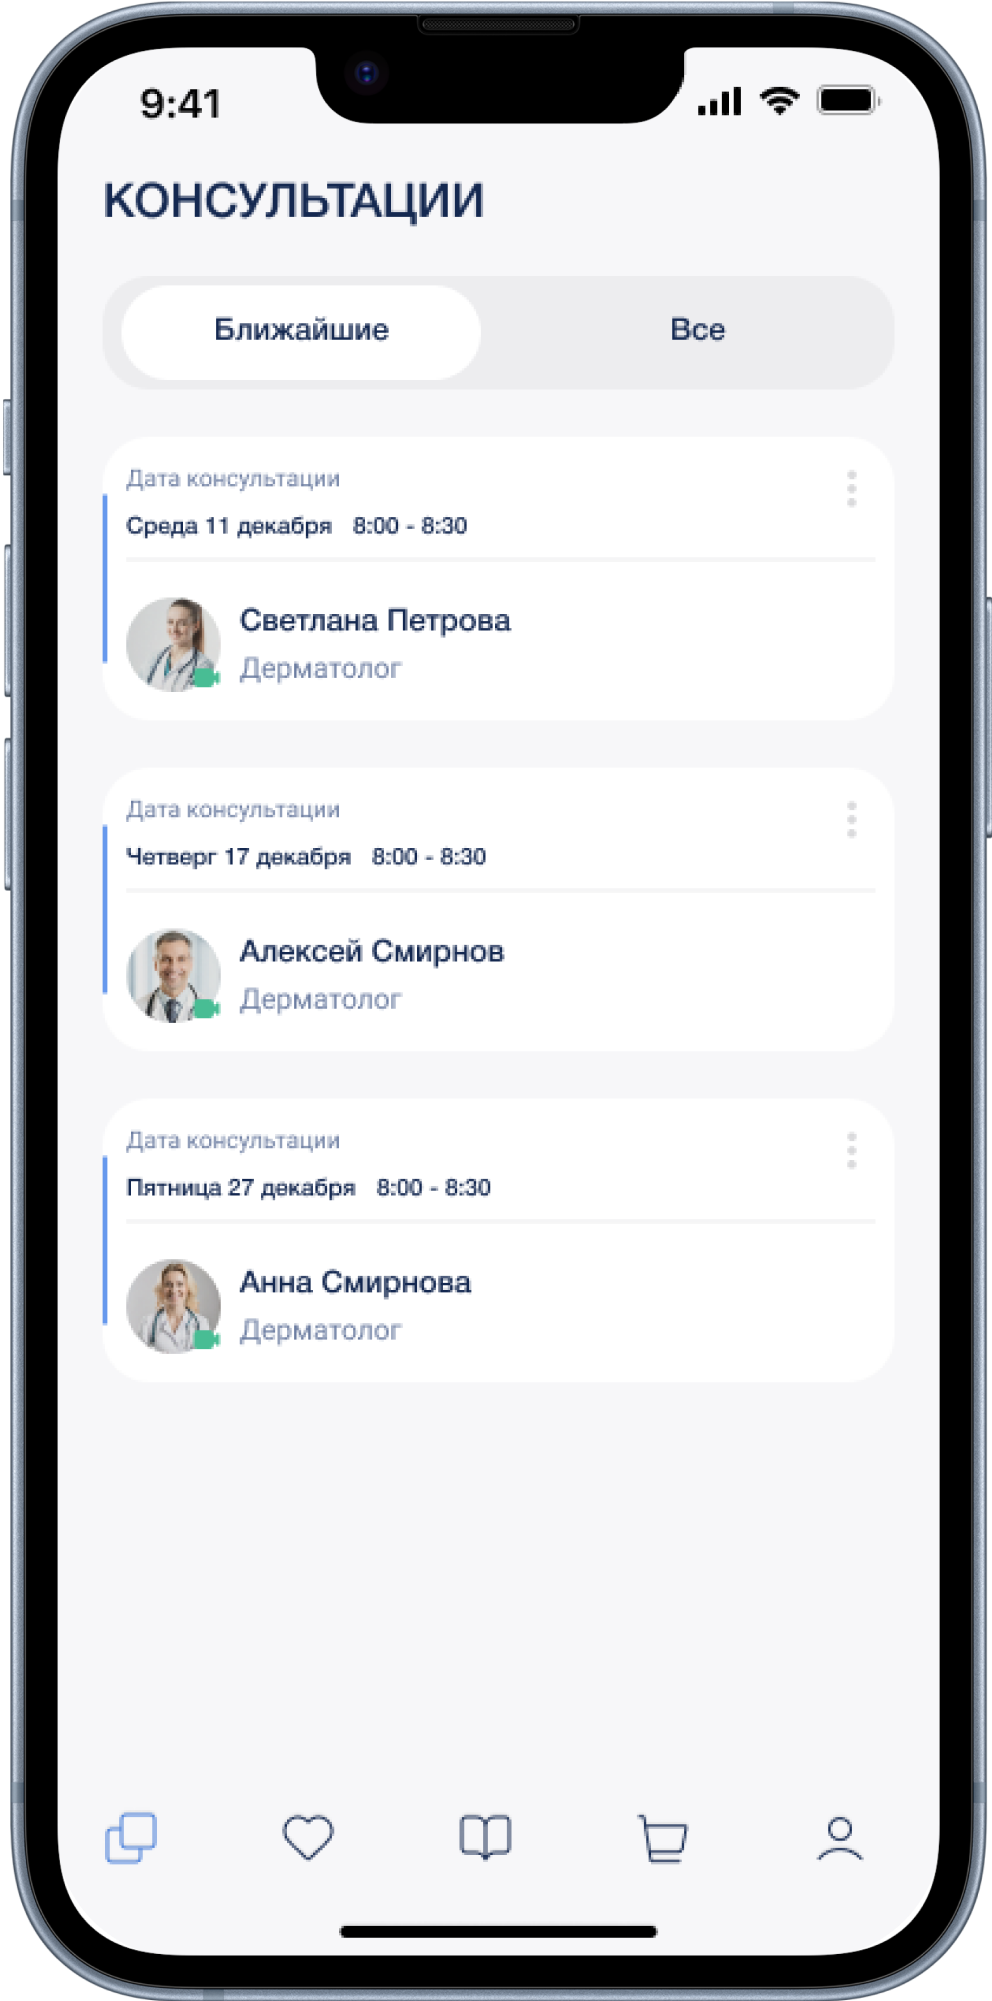 9:41
КОНСУЛЬТАЦИИ
Ближайшие Все
Дата консультации
Среда 11 декабря 8:00 - 8:30
Светлана Петрова
Дерматолог
Дата консультации
Четверг 17 декабря 8:00 - 8:30
Алексей Смирнов
Дерматолог
Дата консультации
Пятница 27 декабря 8:00 - 8:30
Анна Смирнова
Дерматолог